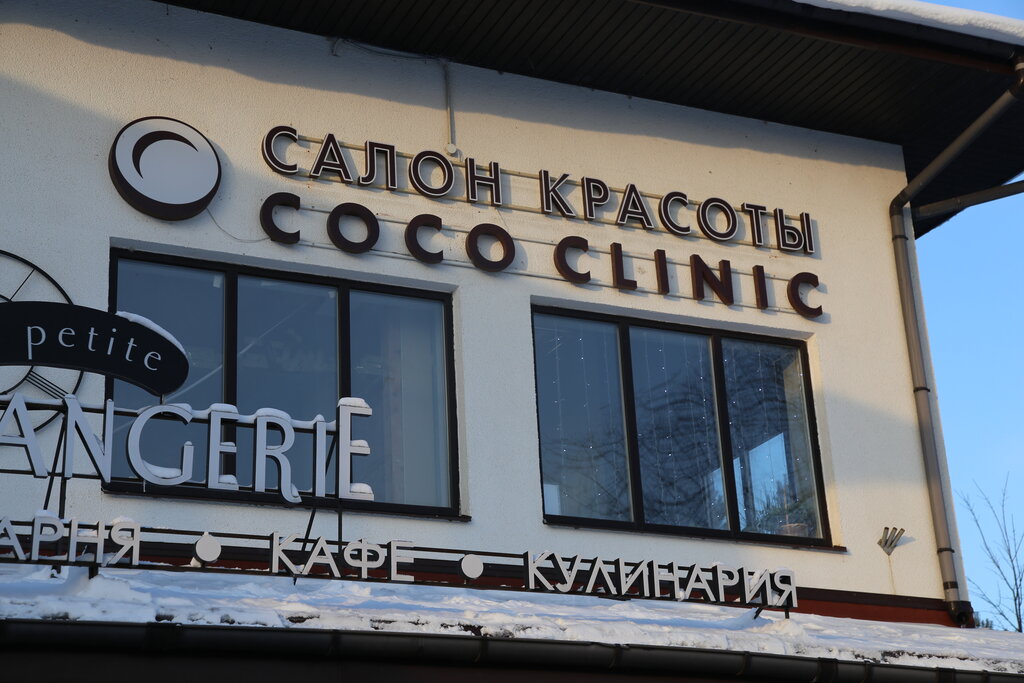 САЛОН КРАСОТЫ
COCO CLINIC
petite
ANGERIE
АРНЯ • КАФЕ • КУЛИНАРИЯ